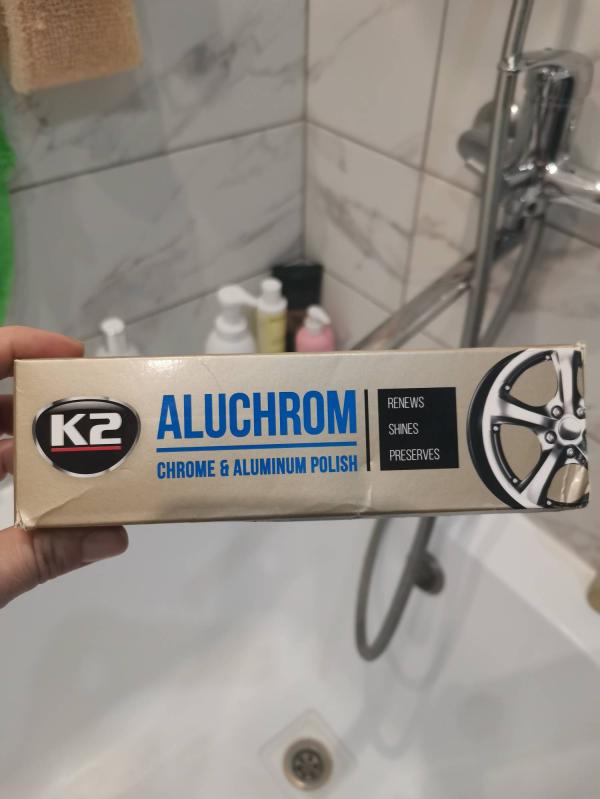 K2
ALUCHROM
CHROME & ALUMINUM POLISH
RENEWS
SHINES
PRESERVES